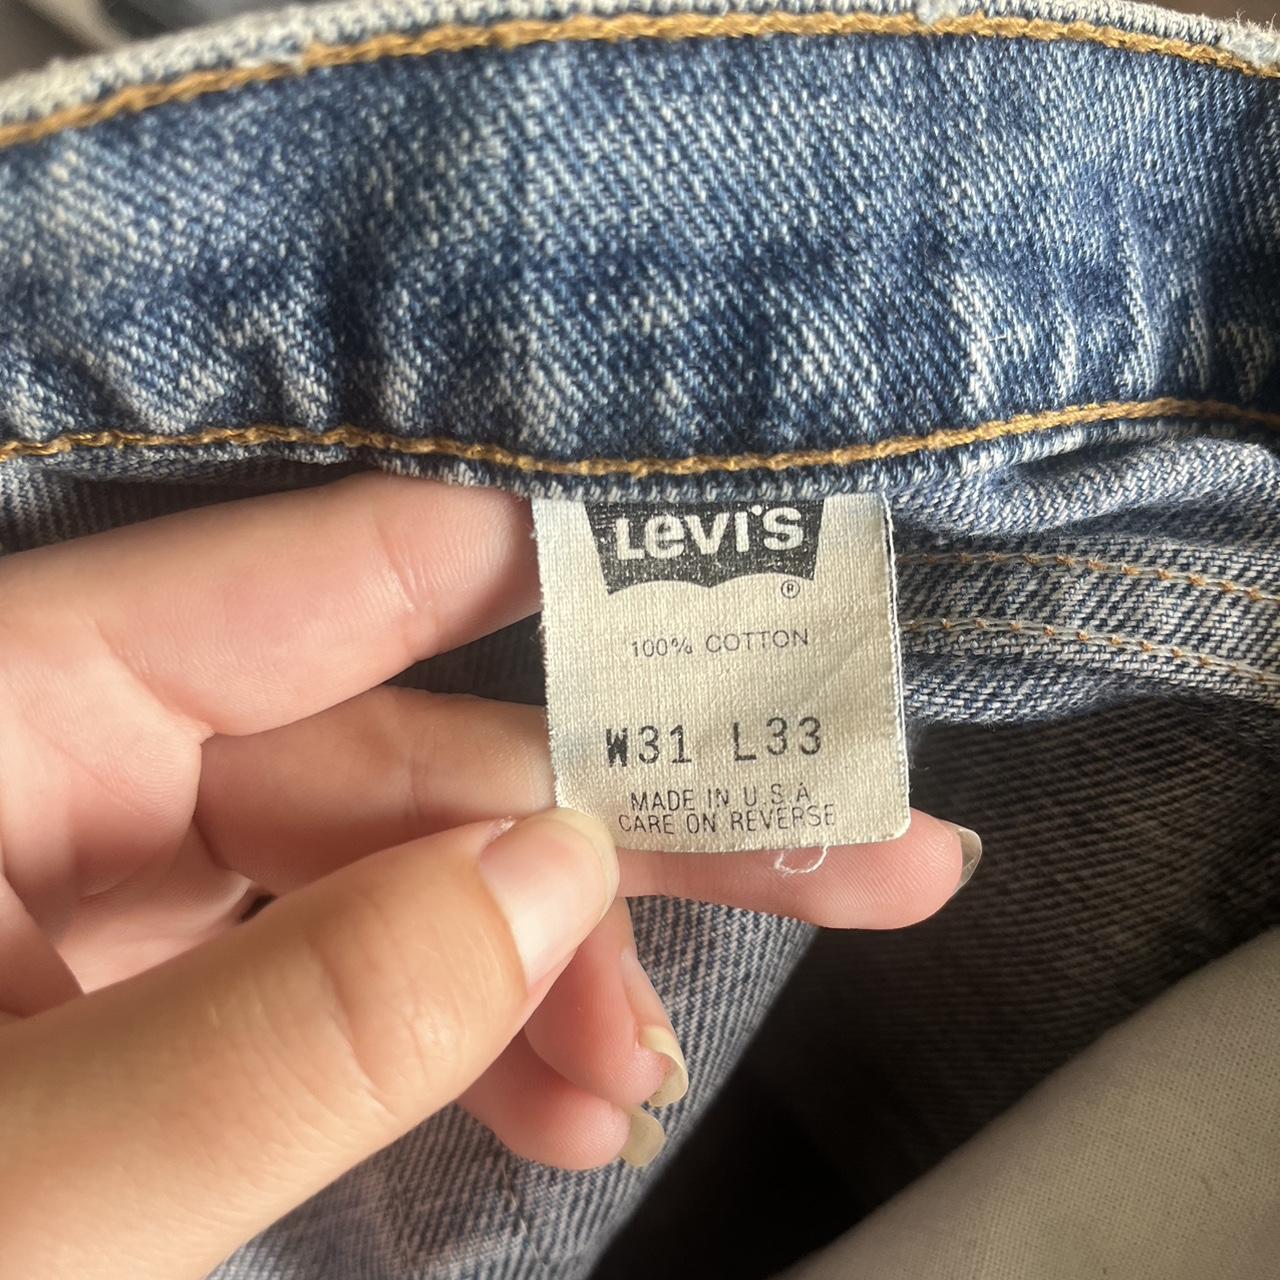 Levi's
®
100% COTTON
W31 L33
MADE IN U.S.A
CARE ON REVERSE